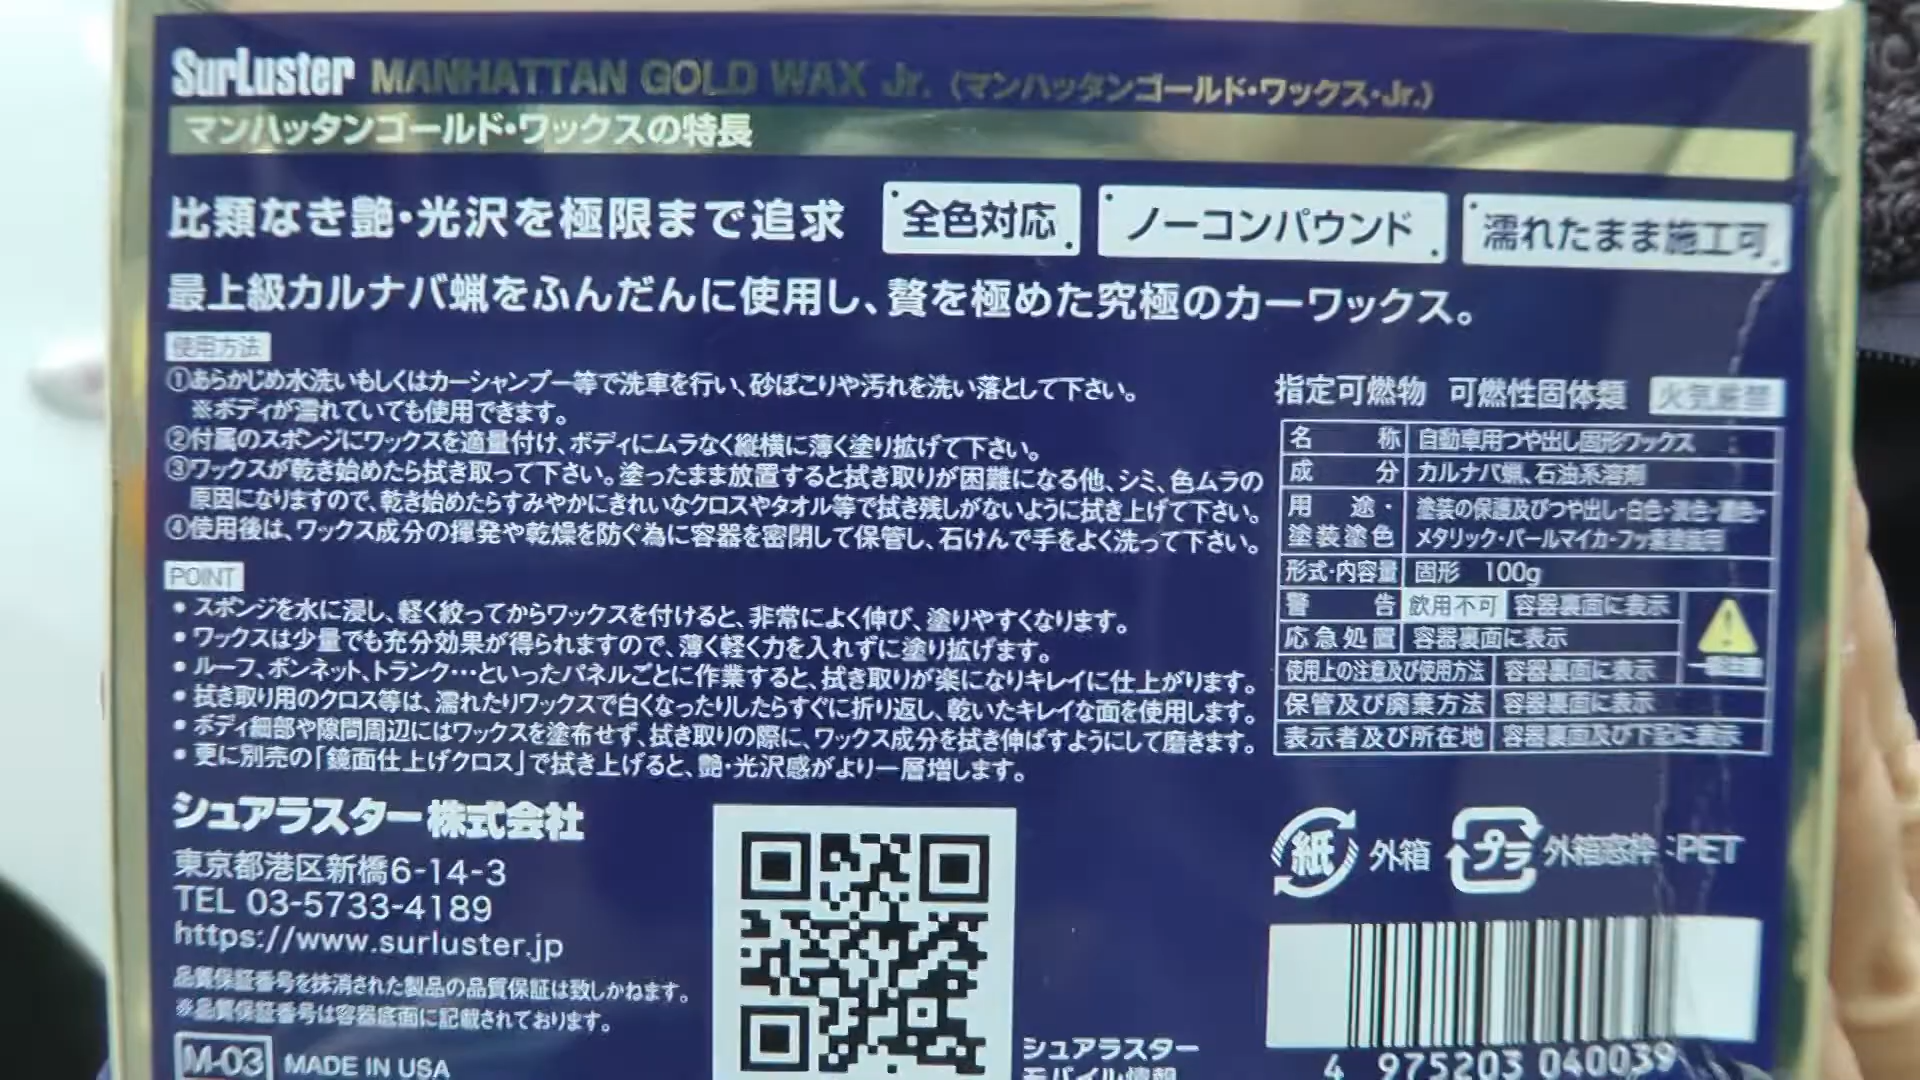 SurLuster MANHATTAN GOLD WAX Jr. (マンハッタンゴールド・ワックス・Jr.)
マンハッタンゴールド・ワックスの特長
比類なき艶・光沢を極限まで追求
全色対応
ノーコンパウンド
濡れたまま施工可
最上級カルナバ蝋をふんだんに使用し、贅を極めた究極のカーワックス。
使用方法
①あらかじめ水洗いもしくはカーシャンプー等で洗車を行い、砂ぼこりや汚れを洗い落として下さい。
※ボディが濡れていても使用できます。
②付属のスポンジにワックスを適量付け、ボディにムラなく縦横に薄く塗り拡げて下さい。
③ワックスが乾き始めたら拭き取って下さい。塗ったまま放置すると拭き取りが困難になる他、シミ、色ムラの
原因になりますので、乾き始めたらすみやかにきれいなクロスやタオル等で拭き残しがないように拭き上げて下さい。
④使用後は、ワックス成分の揮発や乾燥を防ぐ為に容器を密閉して保管し、石けんで手をよく洗って下さい。
POINT
• スポンジを水に浸し、軽く絞ってからワックスを付けると、非常によく伸び、塗りやすくなります。
• ワックスは少量でも充分効果が得られますので、薄く軽く力を入れずに塗り拡げます。
• ルーフ、ボンネット、トランク…といったパネルごとに作業すると、拭き取りが楽になりキレイに仕上がります。
• 拭き取り用のクロス等は、濡れたりワックスで白くなったりしたらすぐに折り返し、乾いたキレイな面を使用します。
• ボディ細部や隙間周辺にはワックスを塗布せず、拭き取りの際に、ワックス成分を拭き伸ばすようにして磨きます。
• 更に別売の「鏡面仕上げクロス」で拭き上げると、艶・光沢感がより一層増します。
指定可燃物 可燃性固体類 火気厳禁
名称 自動車用つや出し固形ワックス
成分 カルナバ蝋、石油系溶剤
用途・ 塗装の保護及びつや出し・白色・淡色・濃色・
塗装塗色 メタリック・パールマイカ・フッ素塗装用
形式・内容量 固形 100g
警告 飲用不可 容器裏面に表示
応急処置 容器裏面に表示
使用上の注意及び使用方法 容器裏面に表示
保管及び廃棄方法 容器裏面に表示
表示者及び所在地 容器裏面及び下記に表示
シュアラスター株式会社
東京都港区新橋6-14-3
TEL 03-5733-4189
https://www.surluster.jp
品質保証番号を抹消された製品の品質保証は致しかねます。
※品質保証番号は容器底面に記載されております。
M-03 MADE IN USA
シュアラスター
モバイル情報
紙 外箱 プラ 外箱窓枠:PET
4 975203 040039